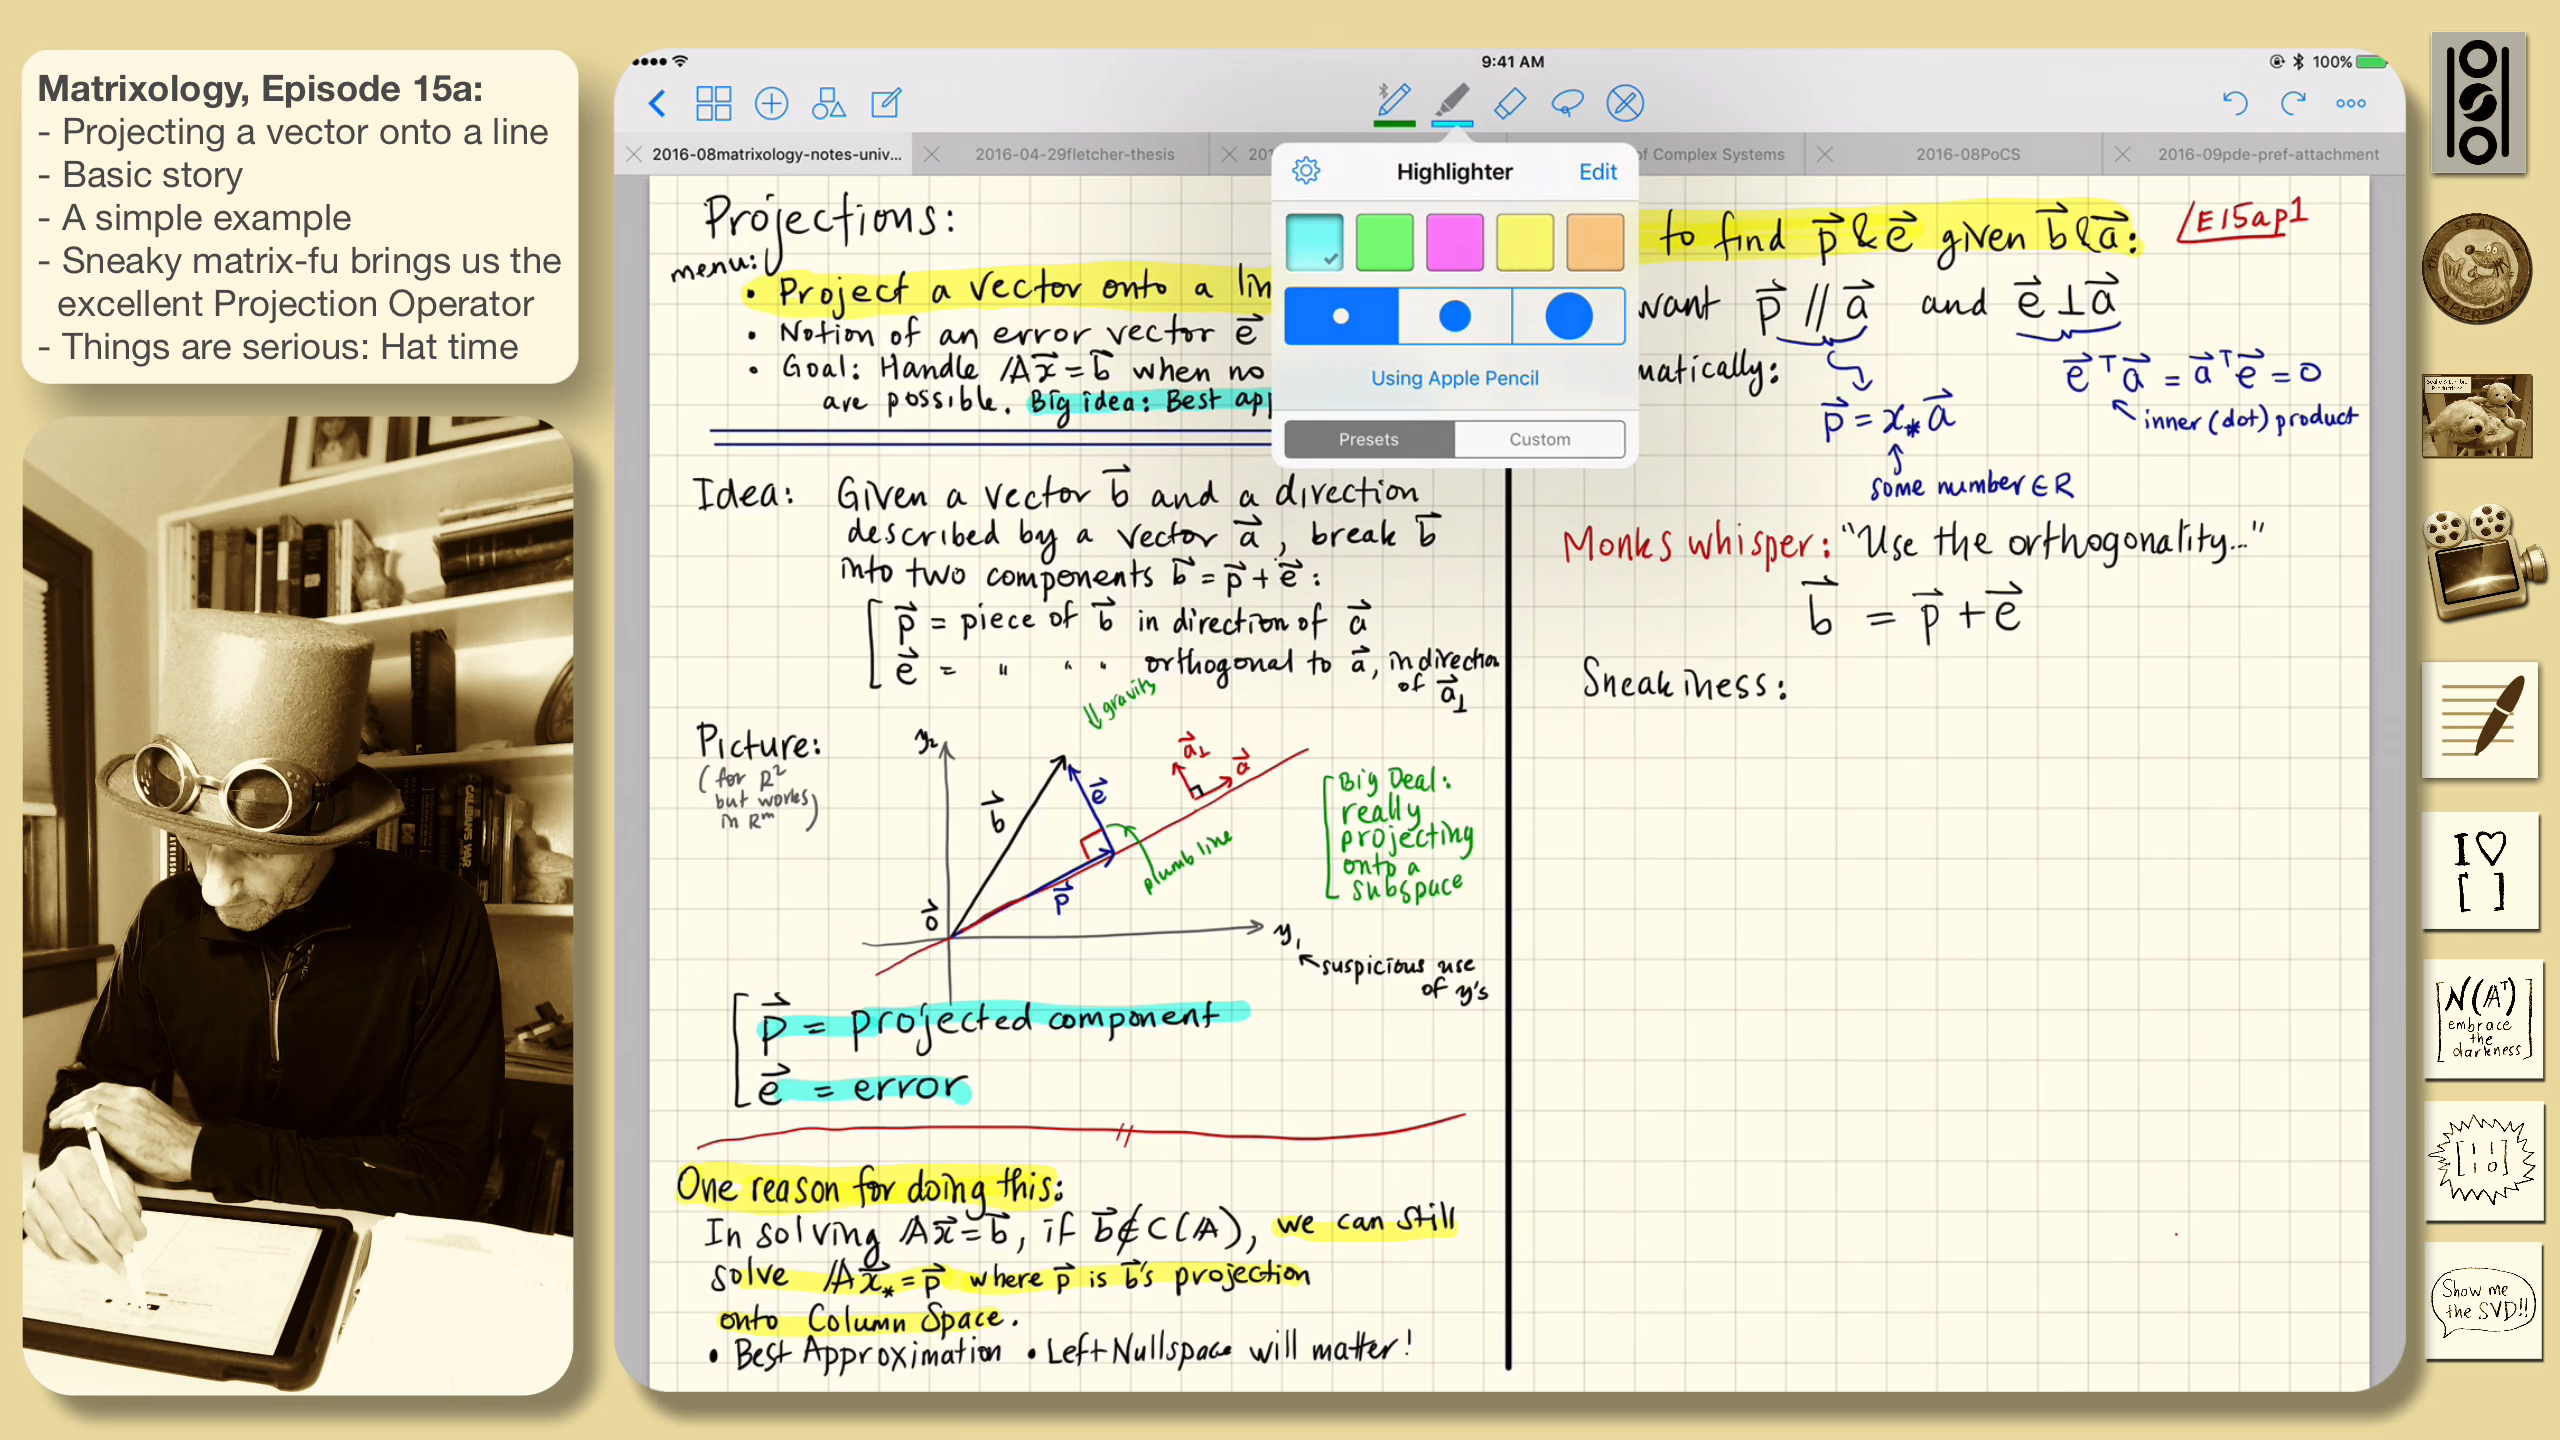 Matrixology, Episode 15a:
- Projecting a vector onto a line
- Basic story
- A simple example
- Sneaky matrix-fu brings us the
excellent Projection Operator
- Things are serious: Hat time
9:41 AM
100%
2016-08matrixology-notes-univ...
2016-04-29fletcher-thesis
201
of Complex Systems
2016-08PoCS
2016-09pde-pref-attachment
Highlighter
Edit
Using Apple Pencil
Presets
Custom
Projections:
menu:
• Project a vector onto a lin
• Notion of an error vector e⃗
• Goal: Handle Ax⃗ = b⃗ when no
are possible. Big idea: Best ap
Idea: Given a vector b⃗ and a direction
described by a vector a⃗, break b⃗
into two components b⃗ = p⃗ + e⃗ :
p⃗ = piece of b⃗ in direction of a⃗
e⃗ = " " " orthogonal to a⃗, in direction
of a⃗⊥
⇓ gravity
Picture:
(for R²
but works
in Rᵐ)
y₂
a⃗⊥
a⃗
b⃗
e⃗
plumb line
p⃗
0⃗
y₁
suspicious use
of y's
Big Deal:
really
projecting
onto a
subspace
p⃗ = projected component
e⃗ = error
One reason for doing this:
In solving Ax⃗ = b⃗, if b⃗ ∉ C(A), we can still
solve Ax⃗* = p⃗ where p⃗ is b⃗'s projection
onto Column Space.
• Best Approximation • Left Nullspace will matter!
to find p⃗ & e⃗ given b⃗ & a⃗:
E15ap1
want p⃗ // a⃗ and e⃗ ⊥ a⃗
matically:
e⃗ᵀa⃗ = a⃗ᵀe⃗ = 0
p⃗ = x* a⃗
inner (dot) product
some number ∈ R
Monks whisper: "Use the orthogonality..."
b⃗ = p⃗ + e⃗
Sneakiness:
CALIBAN'S WAR
I ♡
[ ]
N(Aᵀ)
embrace
the
darkness
Show me
the SVD!!